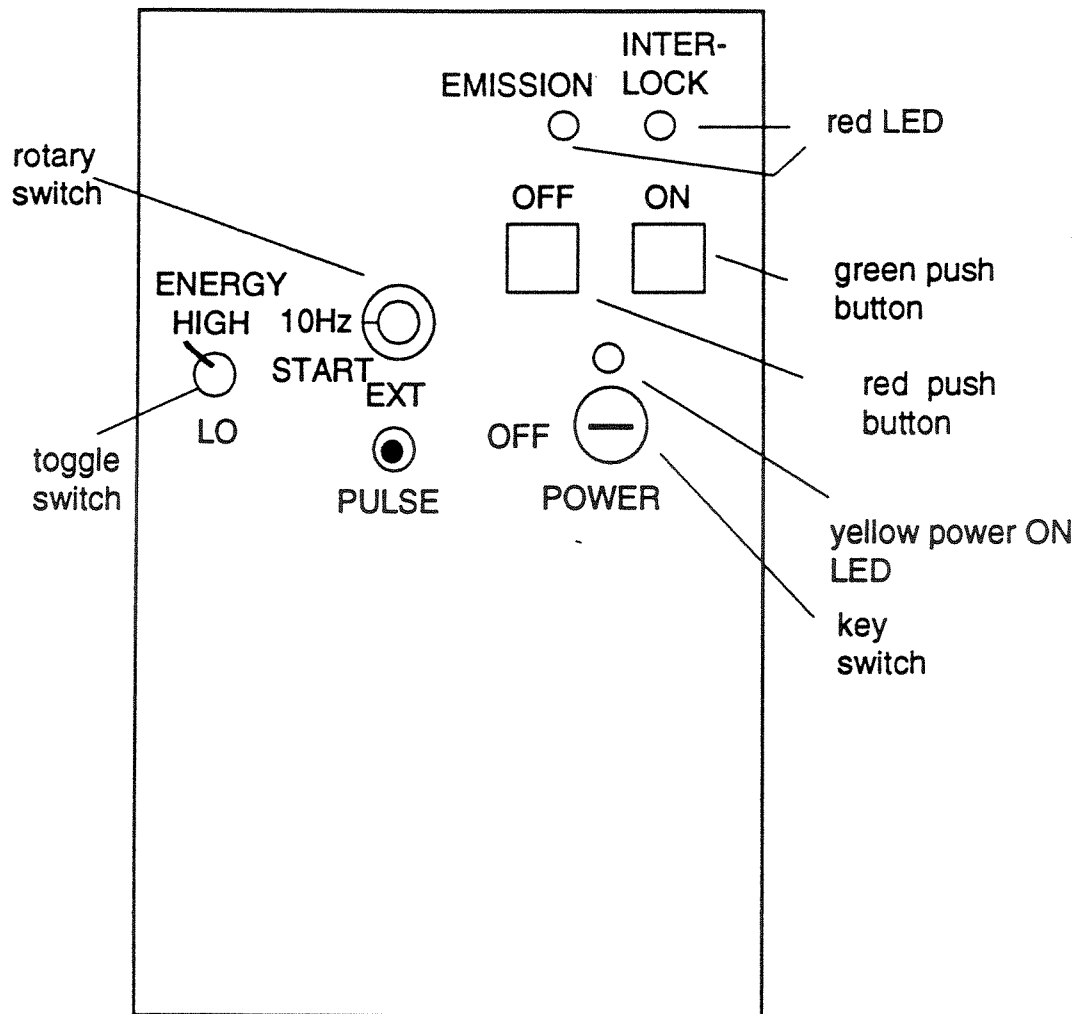 INTER-
LOCK
EMISSION
red LED
rotary
switch
OFF
ON
green push
button
ENERGY
HIGH
10Hz
START
EXT
LO
red push
button
OFF
toggle
switch
PULSE
POWER
yellow power ON
LED
key
switch